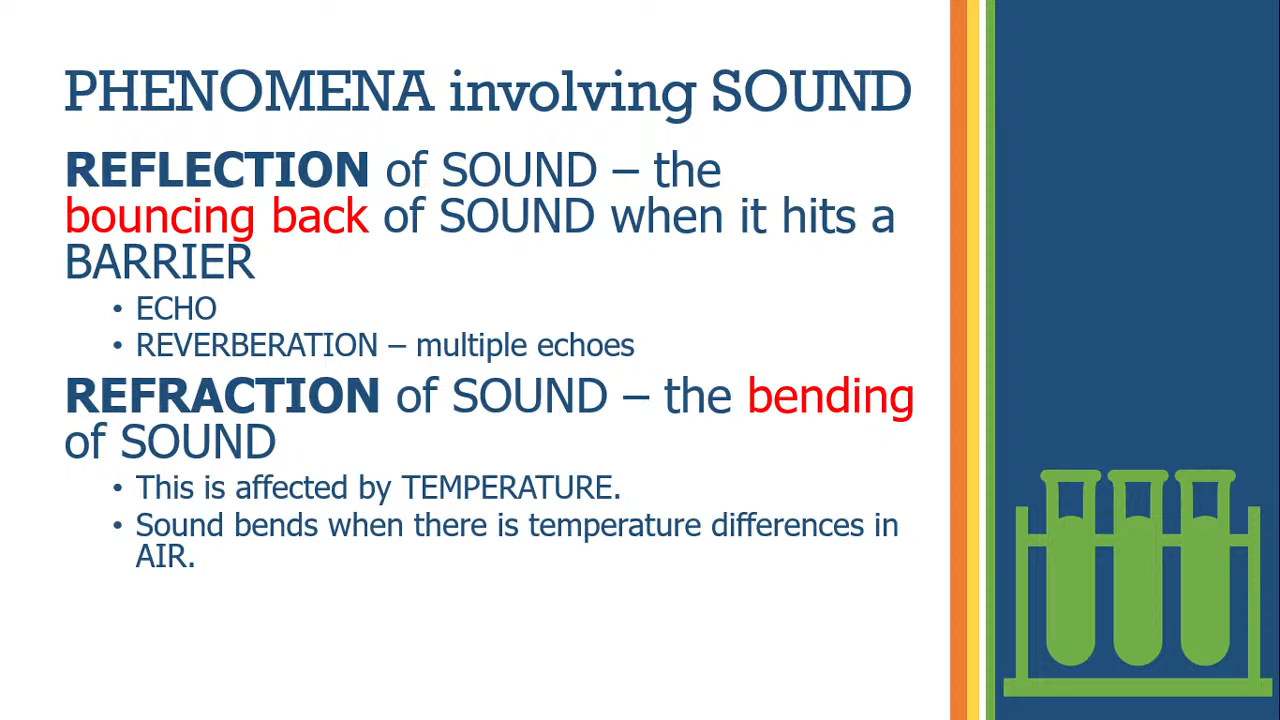 PHENOMENA involving SOUND
REFLECTION of SOUND – the
bouncing back of SOUND when it hits a
BARRIER
• ECHO
• REVERBERATION – multiple echoes
REFRACTION of SOUND – the bending
of SOUND
• This is affected by TEMPERATURE.
• Sound bends when there is temperature differences in
AIR.